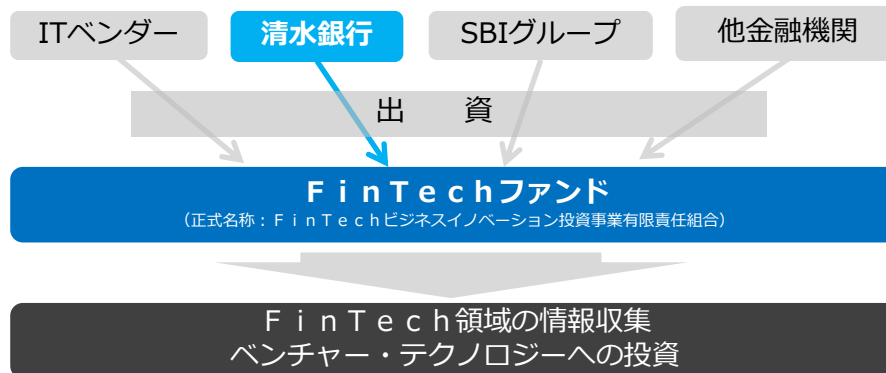 ITベンダー
清水銀行
SBIグループ
他金融機関
出　資
ＦｉｎＴｅｃｈファンド
（正式名称：ＦｉｎＴｅｃｈビジネスイノベーション投資事業有限責任組合）
ＦｉｎＴｅｃｈ領域の情報収集
ベンチャー・テクノロジーへの投資